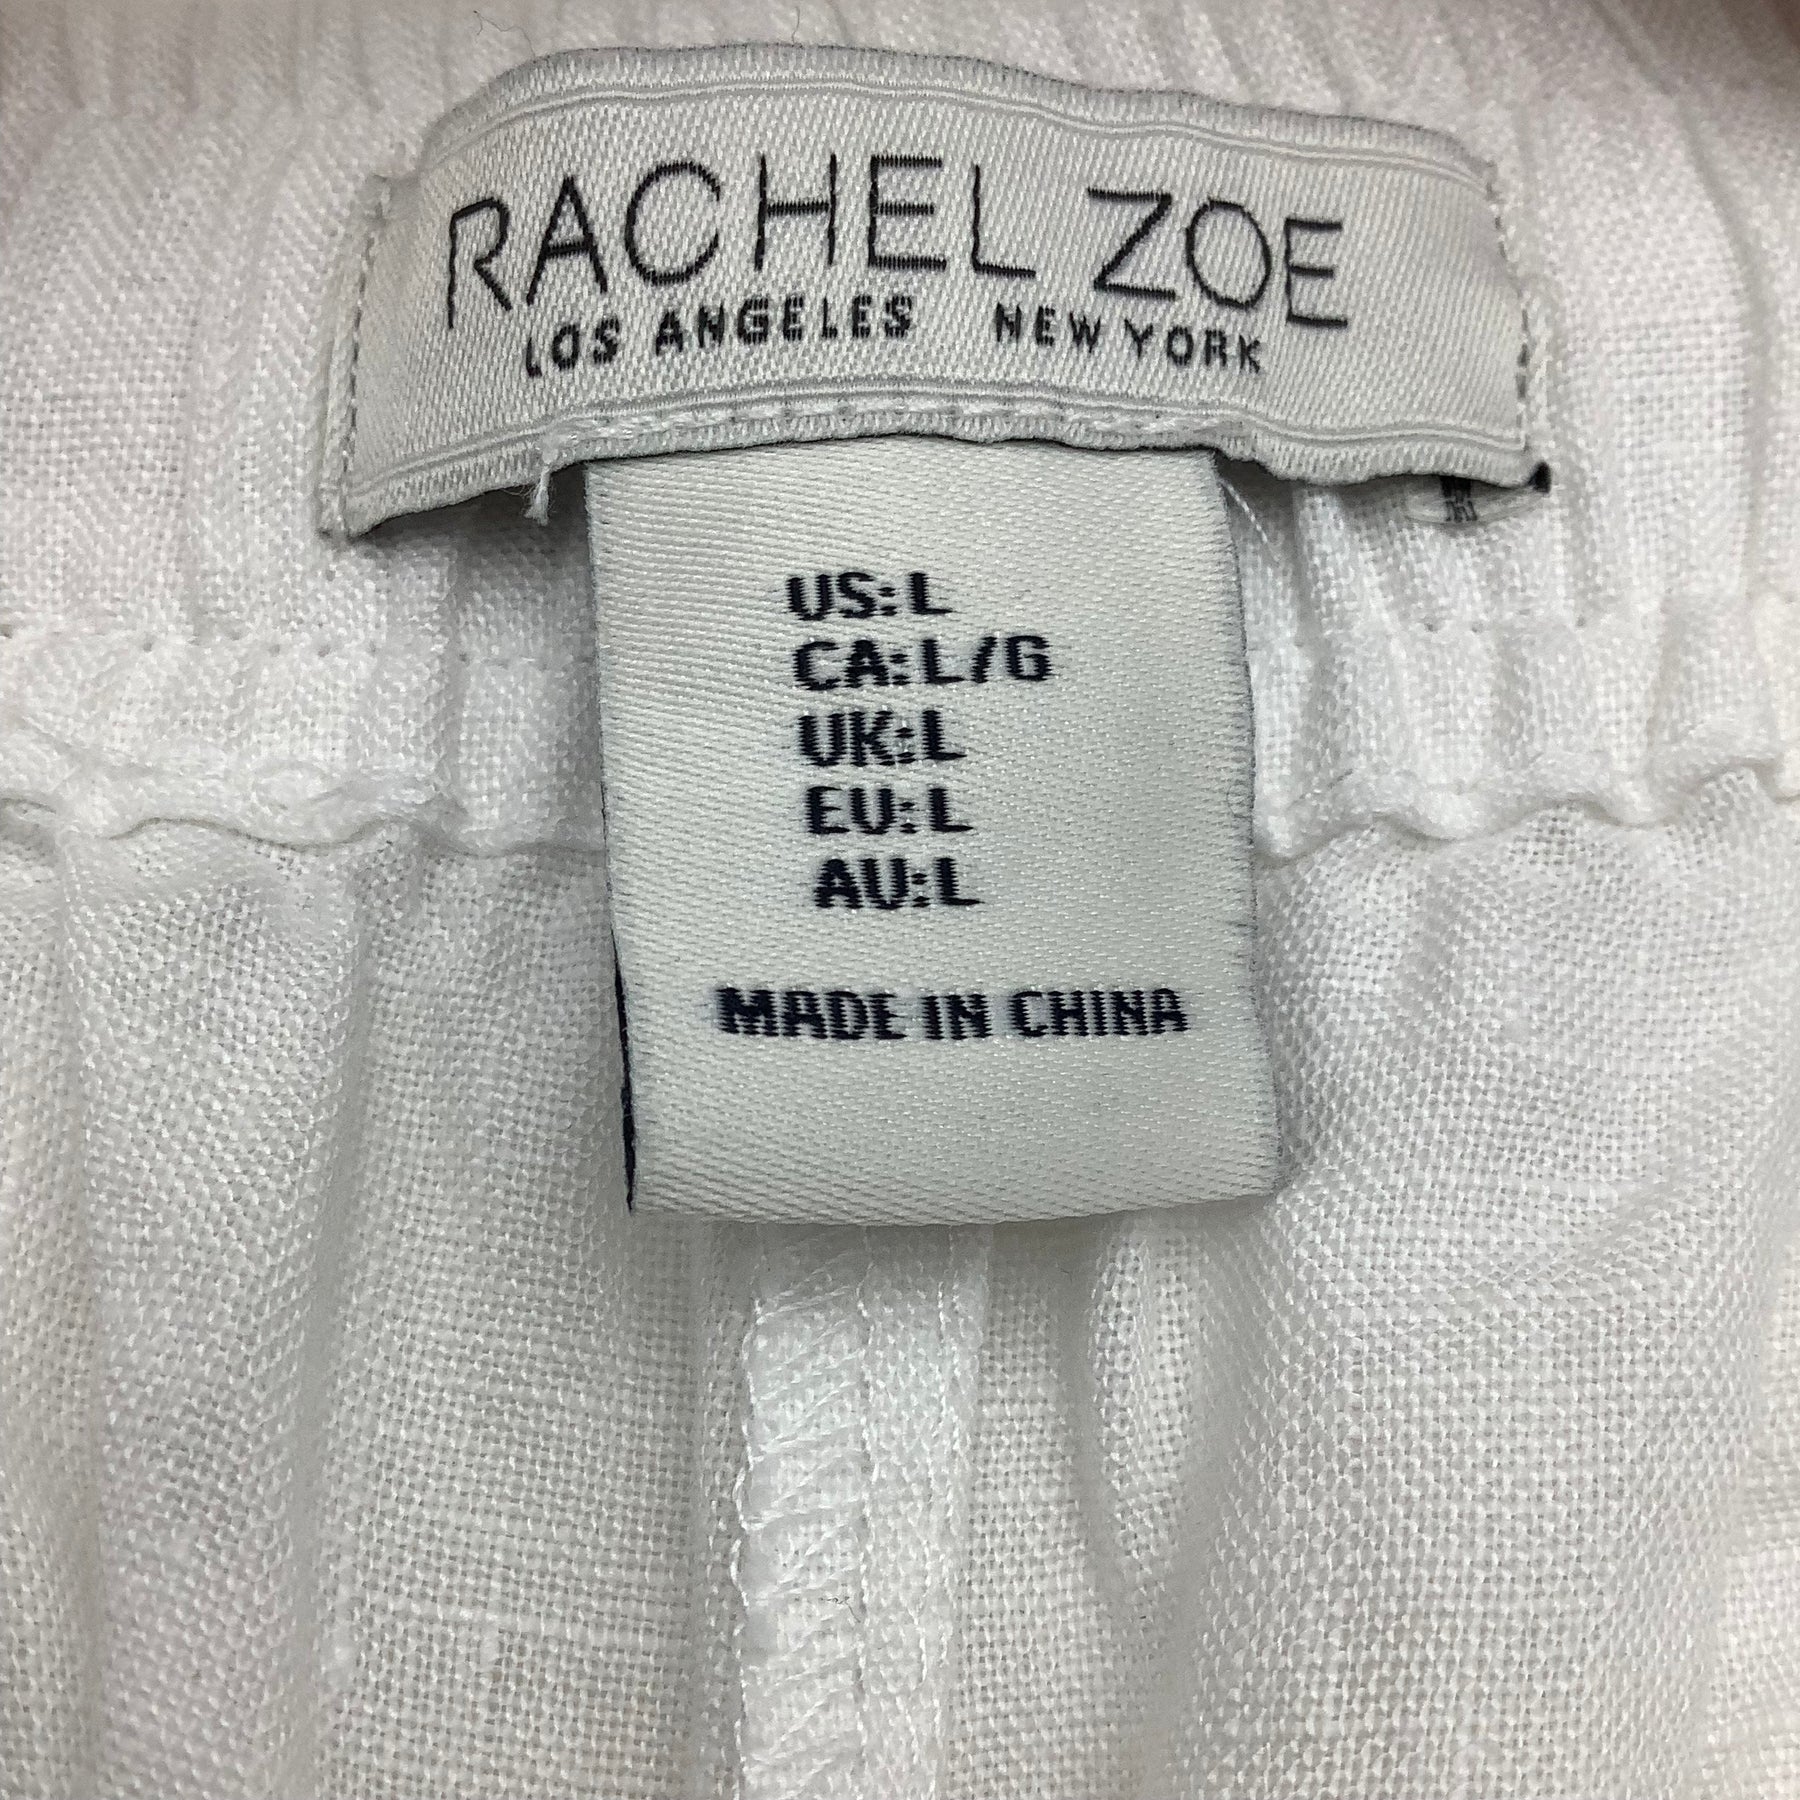 RACHEL ZOE
LOS ANGELES NEW YORK
US:L
CA:L/G
UK:L
EU:L
AU:L
MADE IN CHINA